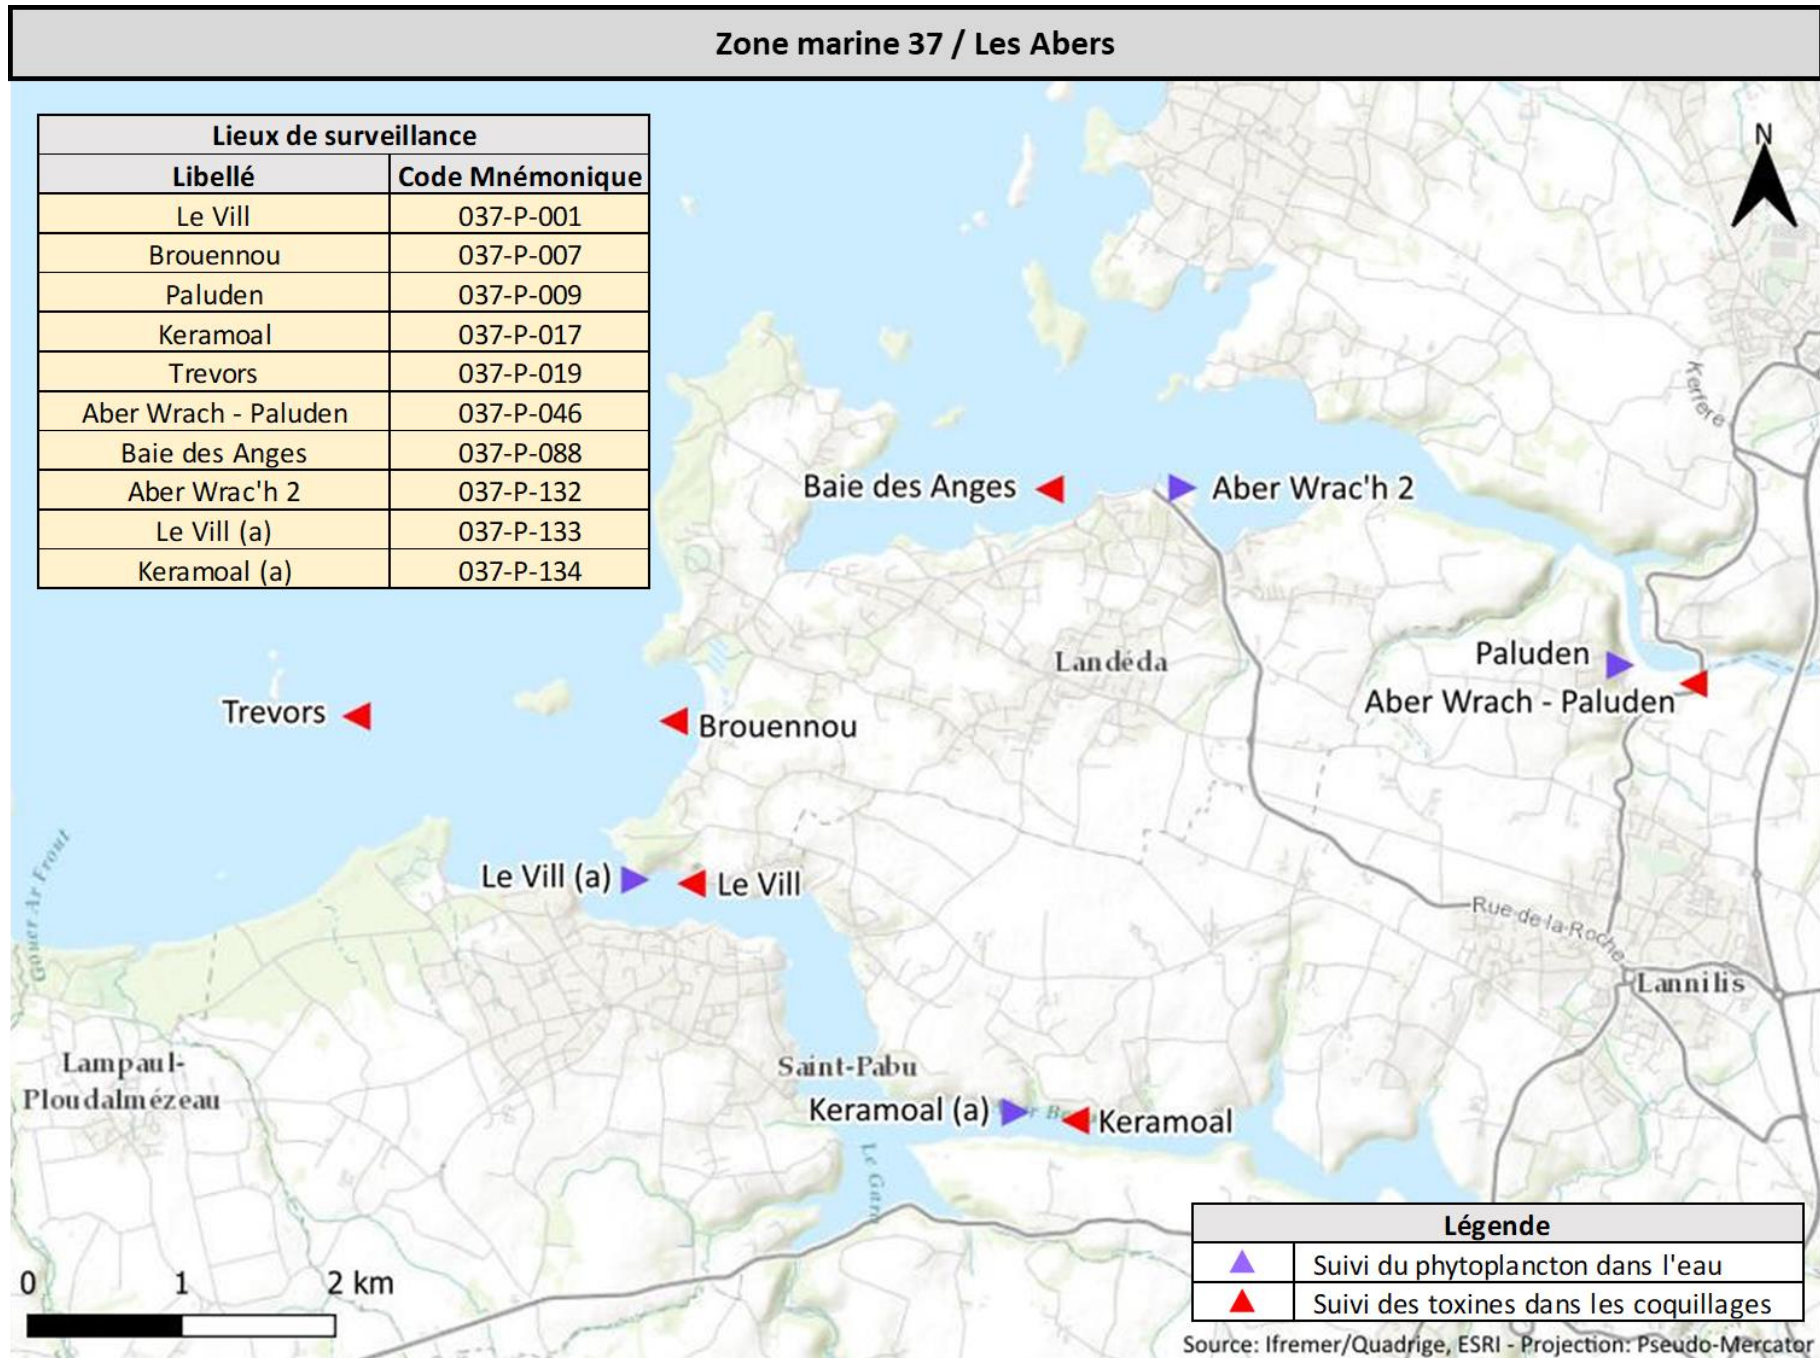 Zone marine 37 / Les Abers
Lieux de surveillance
Libellé Code Mnémonique
Le Vill 037-P-001
Brouennou 037-P-007
Paluden 037-P-009
Keramoal 037-P-017
Trevors 037-P-019
Aber Wrach - Paluden 037-P-046
Baie des Anges 037-P-088
Aber Wrac'h 2 037-P-132
Le Vill (a) 037-P-133
Keramoal (a) 037-P-134
N
Kerfere
Baie des Anges
Aber Wrac'h 2
Landéda
Paluden
Aber Wrach - Paluden
Trevors
Brouennou
Gouer Ar Frout
Le Vill (a)
Le Vill
Rue de la Roche
Lannilis
Lampaul-
Ploudalmézeau
Saint-Pabu
Keramoal (a)
Keramoal
Le Garo
0 1 2 km
Légende
Suivi du phytoplancton dans l'eau
Suivi des toxines dans les coquillages
Source: Ifremer/Quadrige, ESRI - Projection: Pseudo-Mercator